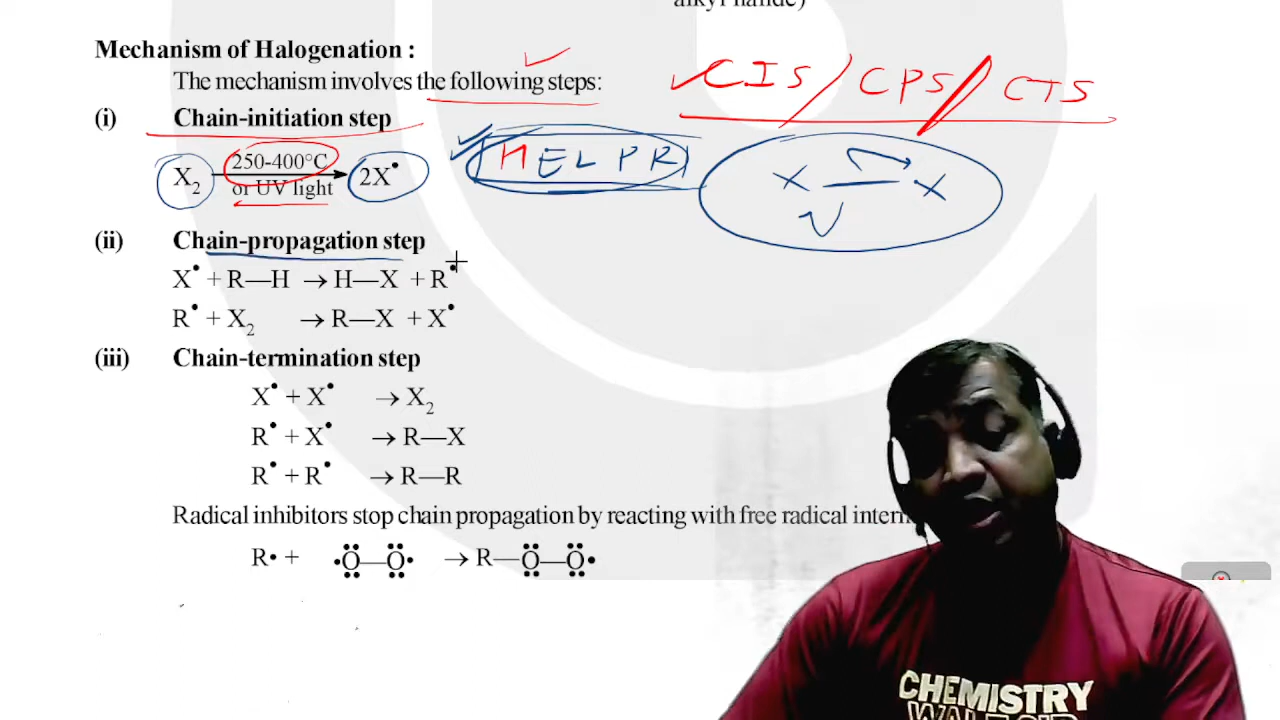 alkyl halide)
Mechanism of Halogenation :
The mechanism involves the following steps:
CIS / CPS // CTS
(i) Chain-initiation step
X₂ 250-400°C or UV light 2X•
HELPR
X X
(ii) Chain-propagation step
X• + R—H → H—X + R•
R• + X₂ → R—X + X•
(iii) Chain-termination step
X• + X• → X₂
R• + X• → R—X
R• + R• → R—R
Radical inhibitors stop chain propagation by reacting with free radical
R• + •O—O• → R—O—O•
CHEMISTRY